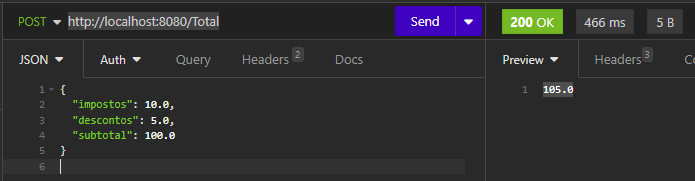 POST http://localhost:8080/Total Send 200 OK 466 ms 5 B
JSON Auth Query Headers 2 Docs Preview Headers 3
1 {
2 "impostos": 10.0,
3 "descontos": 5.0,
4 "subtotal": 100.0
5 }
6
1 105.0